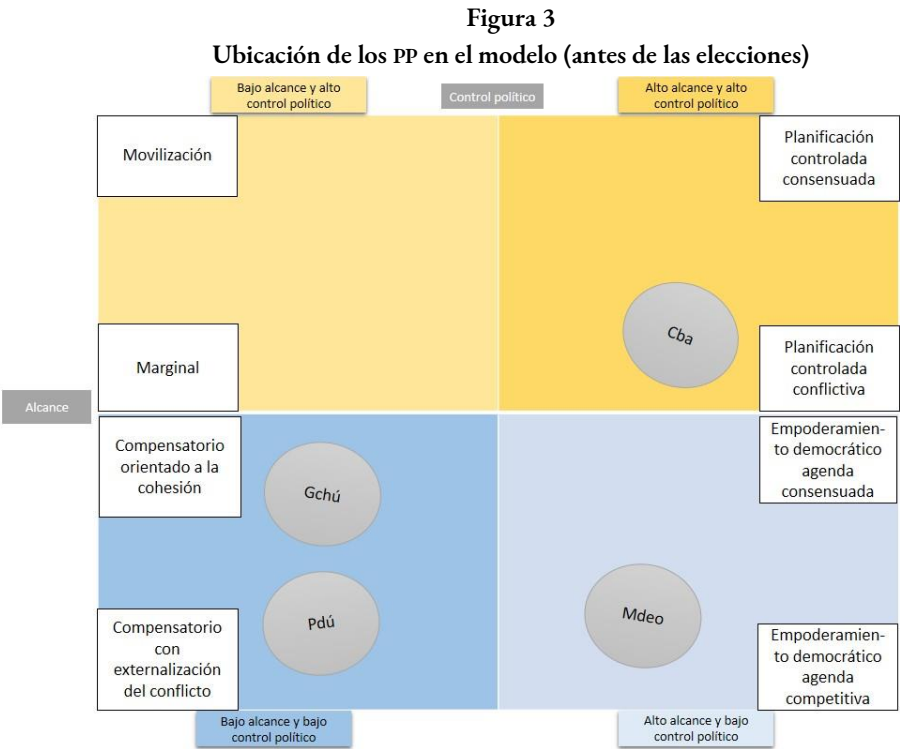 Figura 3
Ubicación de los PP en el modelo (antes de las elecciones)
Bajo alcance y alto
control político
Control político
Alto alcance y alto
control político
Movilización
Planificación
controlada
consensuada
Cba
Marginal
Planificación
controlada
conflictiva
Alcance
Compensatorio
orientado a la
cohesión
Gchú
Empoderamien-
to democrático
agenda
consensuada
Pdú
Mdeo
Compensatorio
con
externalización
del conflicto
Empoderamien-
to democrático
agenda
competitiva
Bajo alcance y bajo
control político
Alto alcance y bajo
control político